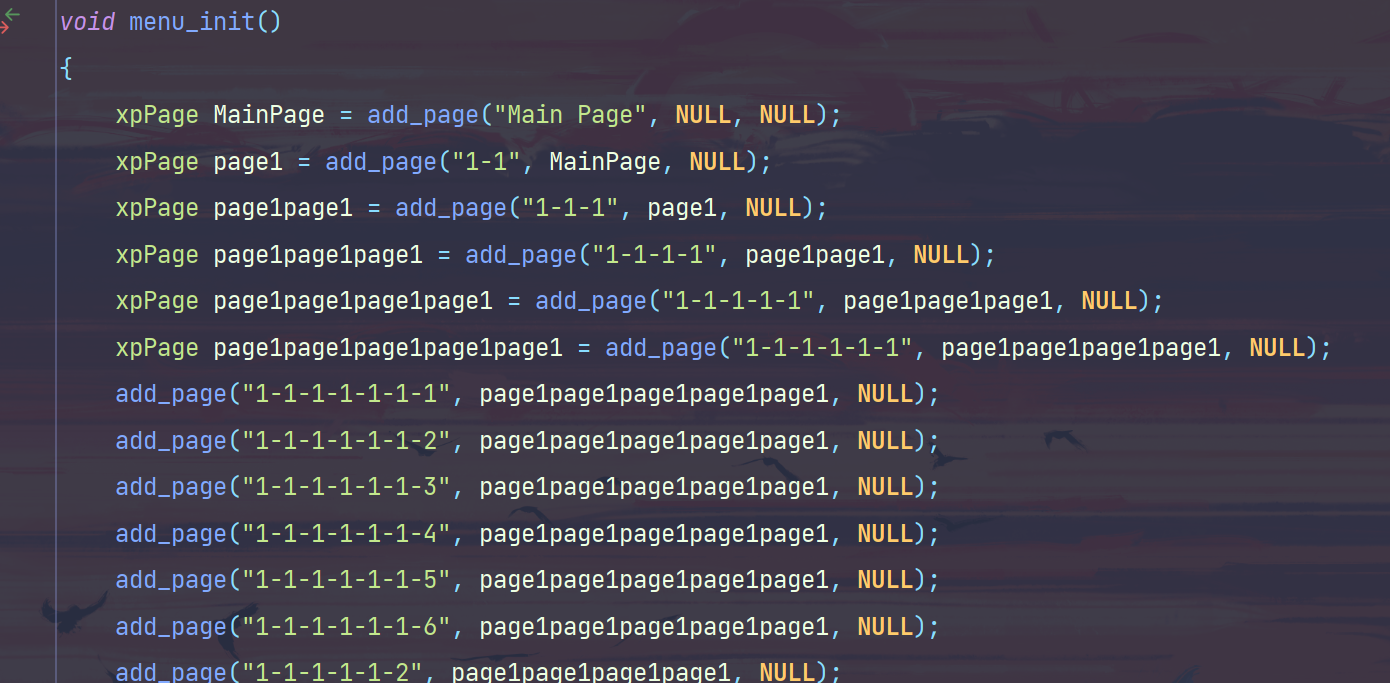 void menu_init()
{
xpPage MainPage = add_page("Main Page", NULL, NULL);
xpPage page1 = add_page("1-1", MainPage, NULL);
xpPage page1page1 = add_page("1-1-1", page1, NULL);
xpPage page1page1page1 = add_page("1-1-1-1", page1page1, NULL);
xpPage page1page1page1page1 = add_page("1-1-1-1-1", page1page1page1, NULL);
xpPage page1page1page1page1page1 = add_page("1-1-1-1-1-1", page1page1page1page1, NULL);
add_page("1-1-1-1-1-1-1", page1page1page1page1page1, NULL);
add_page("1-1-1-1-1-1-2", page1page1page1page1page1, NULL);
add_page("1-1-1-1-1-1-3", page1page1page1page1page1, NULL);
add_page("1-1-1-1-1-1-4", page1page1page1page1page1, NULL);
add_page("1-1-1-1-1-1-5", page1page1page1page1page1, NULL);
add_page("1-1-1-1-1-1-6", page1page1page1page1page1, NULL);
add_page("1-1-1-1-1-2", page1page1page1page1, NULL);